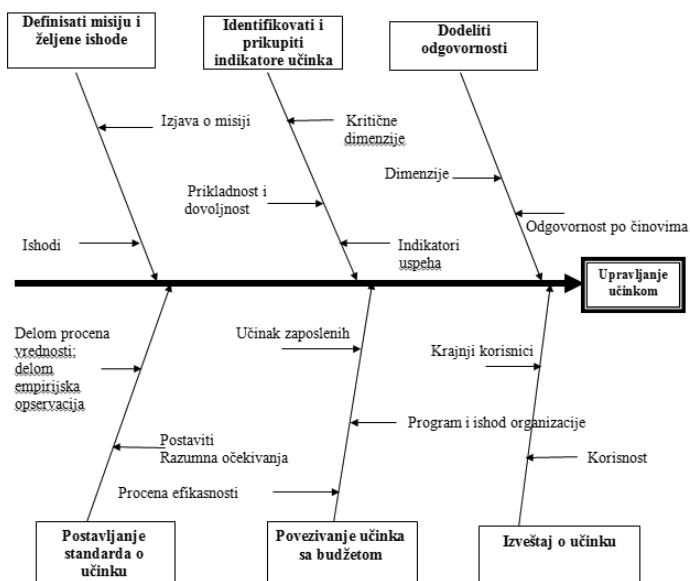 Definisati misiju i
željene ishode
Identifikovati i
prikupiti
indikatore učinka
Dodeliti
odgovornosti
Izjava o misiji
Kritične
dimenzije
Dimenzije
Prikladnost i
dovoljnost
Odgovornost po činovima
Ishodi
Indikatori
uspeha
Upravljanje
učinkom
Delom procena
vrednosti:
delom
empirijska
opservacija
Učinak zaposlenih
Krajnji korisnici
Program i ishod organizacije
Postaviti
Razumna očekivanja
Korisnost
Procena efikasnosti
Postavljanje
standarda o
učinku
Povezivanje učinka
sa budžetom
Izveštaj o učinku